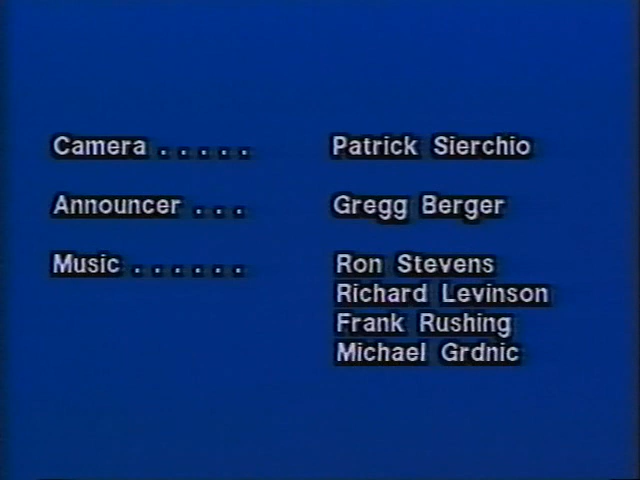 Camera . . . . . Patrick Sierchio
Announcer . . . Gregg Berger
Music . . . . . . Ron Stevens
Richard Levinson
Frank Rushing
Michael Grdnic